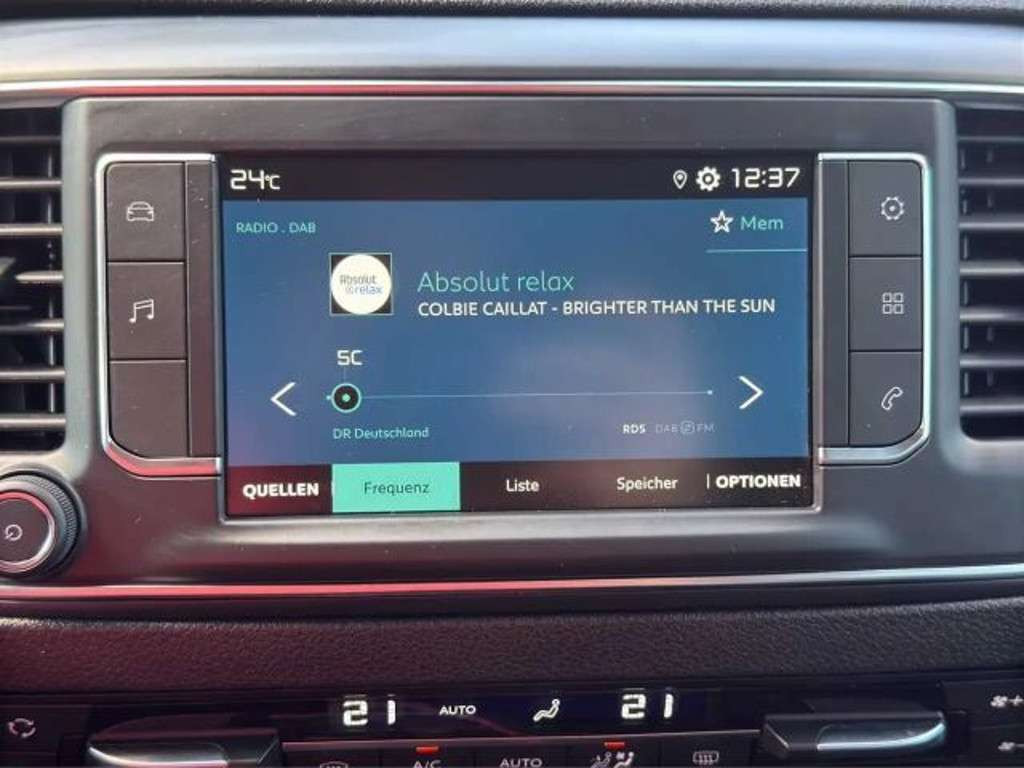 24°C
12:37
RADIO . DAB
Mem
Absolut
relax
Absolut relax
COLBIE CAILLAT - BRIGHTER THAN THE SUN
5C
DR Deutschland
RDS DAB FM
QUELLEN
Frequenz
Liste
Speicher
OPTIONEN
21
AUTO
21
A/C
AUTO